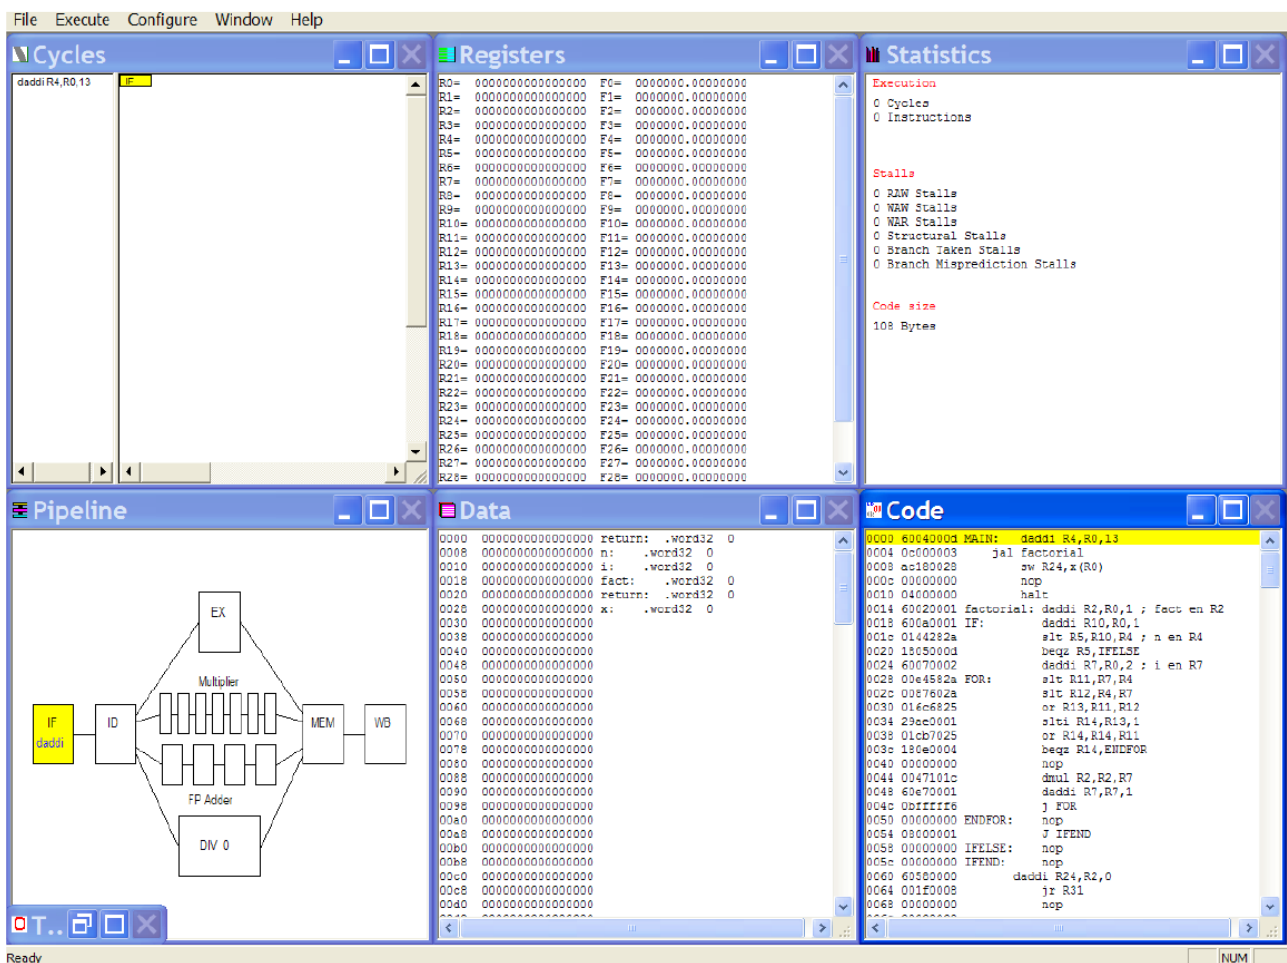 File Execute Configure Window Help
Cycles
daddi R4,R0,13 IF
Registers
R0= 0000000000000000 F0= 0000000.00000000
R1= 0000000000000000 F1= 0000000.00000000
R2= 0000000000000000 F2= 0000000.00000000
R3= 0000000000000000 F3= 0000000.00000000
R4= 0000000000000000 F4= 0000000.00000000
R5= 0000000000000000 F5= 0000000.00000000
R6= 0000000000000000 F6= 0000000.00000000
R7= 0000000000000000 F7= 0000000.00000000
R8= 0000000000000000 F8= 0000000.00000000
R9= 0000000000000000 F9= 0000000.00000000
R10= 0000000000000000 F10= 0000000.00000000
R11= 0000000000000000 F11= 0000000.00000000
R12= 0000000000000000 F12= 0000000.00000000
R13= 0000000000000000 F13= 0000000.00000000
R14= 0000000000000000 F14= 0000000.00000000
R15= 0000000000000000 F15= 0000000.00000000
R16= 0000000000000000 F16= 0000000.00000000
R17= 0000000000000000 F17= 0000000.00000000
R18= 0000000000000000 F18= 0000000.00000000
R19= 0000000000000000 F19= 0000000.00000000
R20= 0000000000000000 F20= 0000000.00000000
R21= 0000000000000000 F21= 0000000.00000000
R22= 0000000000000000 F22= 0000000.00000000
R23= 0000000000000000 F23= 0000000.00000000
R24= 0000000000000000 F24= 0000000.00000000
R25= 0000000000000000 F25= 0000000.00000000
R26= 0000000000000000 F26= 0000000.00000000
R27= 0000000000000000 F27= 0000000.00000000
R28= 0000000000000000 F28= 0000000.00000000
Statistics
Execution
0 Cycles
0 Instructions
Stalls
0 RAW Stalls
0 WAW Stalls
0 WAR Stalls
0 Structural Stalls
0 Branch Taken Stalls
0 Branch Misprediction Stalls
Code size
108 Bytes
Pipeline
EX
Multiplier
IF
daddi
ID
MEM
WB
FP Adder
DIV 0
T..
Data
0000 0000000000000000 return: .word32 0
0008 0000000000000000 n: .word32 0
0010 0000000000000000 i: .word32 0
0018 0000000000000000 fact: .word32 0
0020 0000000000000000 return: .word32 0
0028 0000000000000000 x: .word32 0
0030 0000000000000000
0038 0000000000000000
0040 0000000000000000
0048 0000000000000000
0050 0000000000000000
0058 0000000000000000
0060 0000000000000000
0068 0000000000000000
0070 0000000000000000
0078 0000000000000000
0080 0000000000000000
0088 0000000000000000
0090 0000000000000000
0098 0000000000000000
00a0 0000000000000000
00a8 0000000000000000
00b0 0000000000000000
00b8 0000000000000000
00c0 0000000000000000
00c8 0000000000000000
00d0 0000000000000000
Code
0000 6004000d MAIN: daddi R4,R0,13
0004 0c000003 jal factorial
0008 ac180028 sw R24,x(R0)
000c 00000000 nop
0010 04000000 halt
0014 60020001 factorial: daddi R2,R0,1 ; fact en R2
0018 600a0001 IF: daddi R10,R0,1
001c 0144282a slt R5,R10,R4 ; n en R4
0020 1805000d beqz R5,IFELSE
0024 60070002 daddi R7,R0,2 ; i en R7
0028 00e4582a FOR: slt R11,R7,R4
002c 0087602a slt R12,R4,R7
0030 016c6825 or R13,R11,R12
0034 29ae0001 slti R14,R13,1
0038 01cb7025 or R14,R14,R11
003c 180e0004 beqz R14,ENDFOR
0040 00000000 nop
0044 0047101c dmul R2,R2,R7
0048 60e70001 daddi R7,R7,1
004c 0bfffff6 j FOR
0050 00000000 ENDFOR: nop
0054 08000001 J IFEND
0058 00000000 IFELSE: nop
005c 00000000 IFEND: nop
0060 60580000 daddi R24,R2,0
0064 001f0008 jr R31
0068 00000000 nop
Ready NUM